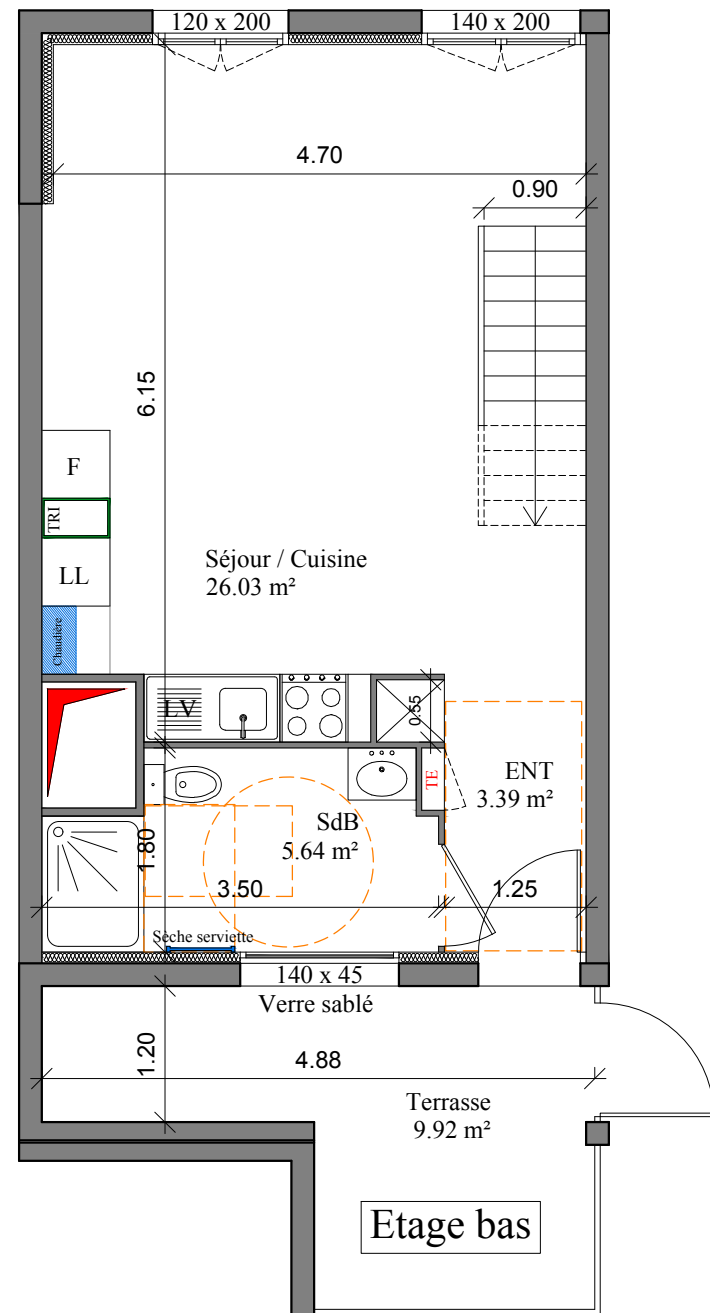 120 x 200
140 x 200
4.70
0.90
6.15
F
TRI
LL
Chaudière
Séjour / Cuisine
26.03 m²
LV
0.55
TE
ENT
3.39 m²
SdB
5.64 m²
1.80
3.50
1.25
Sèche serviette
140 x 45
Verre sablé
1.20
4.88
Terrasse
9.92 m²
Etage bas